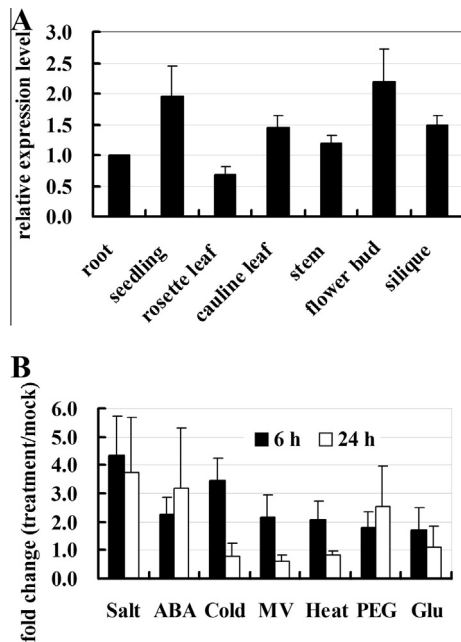 A
relative expression level
3.0
2.5
2.0
1.5
1.0
0.5
0.0
root
seedling
rosette leaf
cauline leaf
stem
flower bud
silique
B
fold change (treatment/mock)
6.0
5.0
4.0
3.0
2.0
1.0
0.0
6 h
24 h
Salt ABA Cold MV Heat PEG Glu